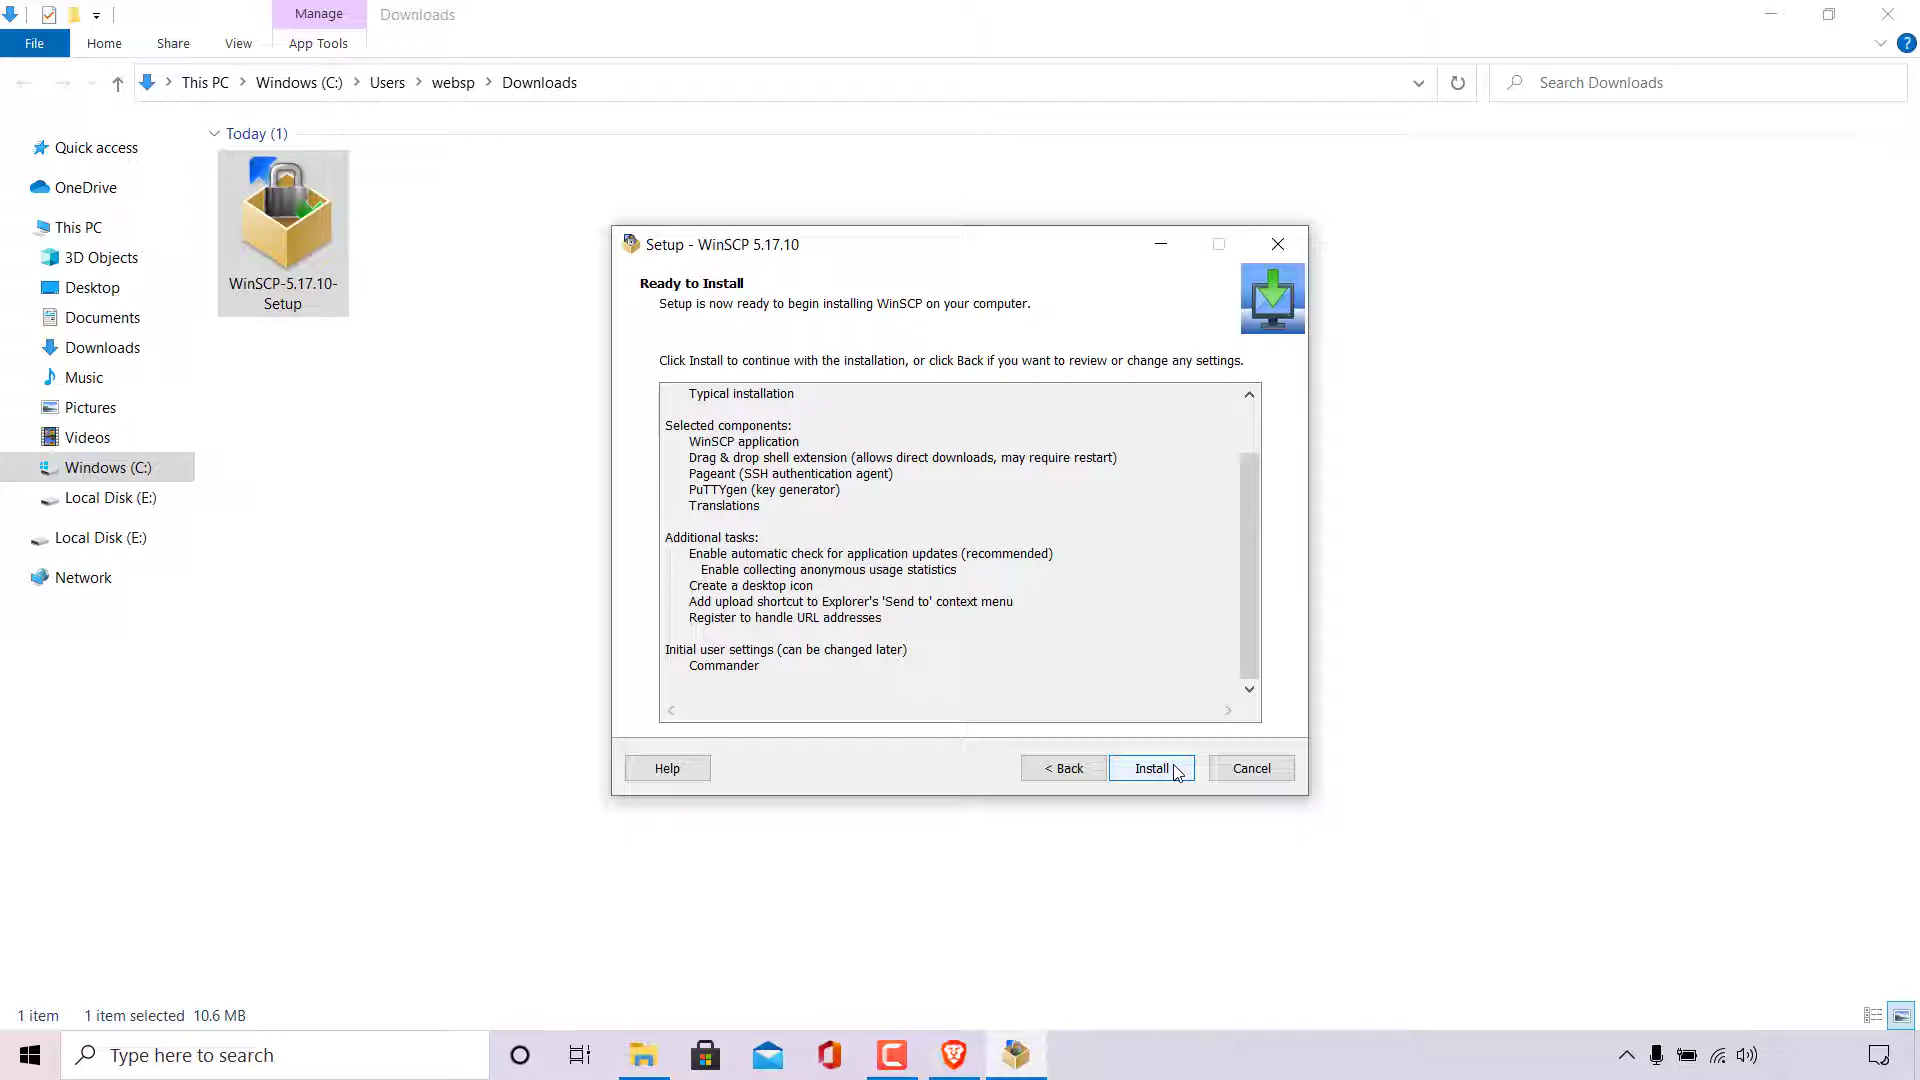 Manage
Downloads
File
Home
Share
View
App Tools
?
This PC
Windows (C:)
Users
websp
Downloads
Search Downloads
Quick access
OneDrive
This PC
3D Objects
Desktop
Documents
Downloads
Music
Pictures
Videos
Windows (C:)
Local Disk (E:)
Local Disk (E:)
Network
Today (1)
WinSCP-5.17.10-
Setup
Setup - WinSCP 5.17.10
Ready to Install
Setup is now ready to begin installing WinSCP on your computer.
Click Install to continue with the installation, or click Back if you want to review or change any settings.
Typical installation
Selected components:
WinSCP application
Drag & drop shell extension (allows direct downloads, may require restart)
Pageant (SSH authentication agent)
PuTTYgen (key generator)
Translations
Additional tasks:
Enable automatic check for application updates (recommended)
Enable collecting anonymous usage statistics
Create a desktop icon
Add upload shortcut to Explorer's 'Send to' context menu
Register to handle URL addresses
Initial user settings (can be changed later)
Commander
Help
< Back
Install
Cancel
1 item
1 item selected 10.6 MB
Type here to search